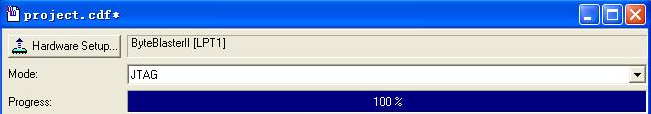 project.cdf*
Hardware Setup... ByteBlasterII [LPT1]
Mode: JTAG
Progress: 100 %